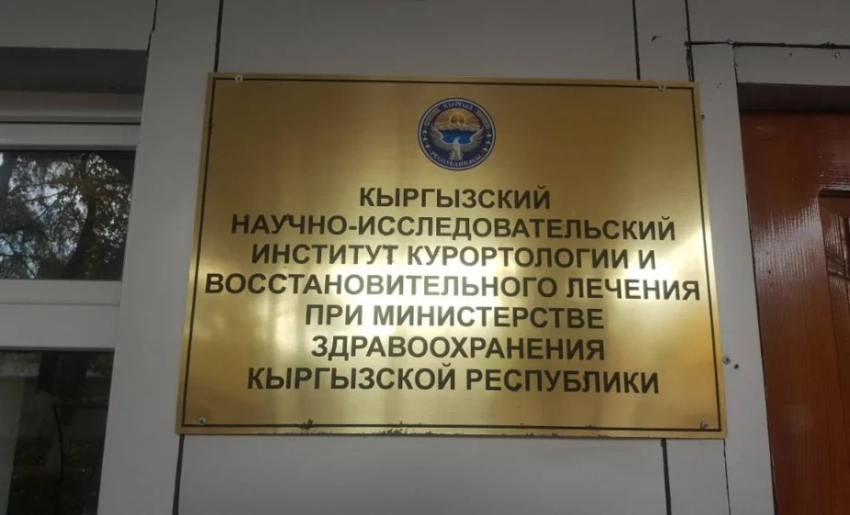 КЫРГЫЗСКИЙ
НАУЧНО-ИССЛЕДОВАТЕЛЬСКИЙ
ИНСТИТУТ КУРОРТОЛОГИИ И
ВОССТАНОВИТЕЛЬНОГО ЛЕЧЕНИЯ
ПРИ МИНИСТЕРСТВЕ
ЗДРАВООХРАНЕНИЯ
КЫРГЫЗСКОЙ РЕСПУБЛИКИ